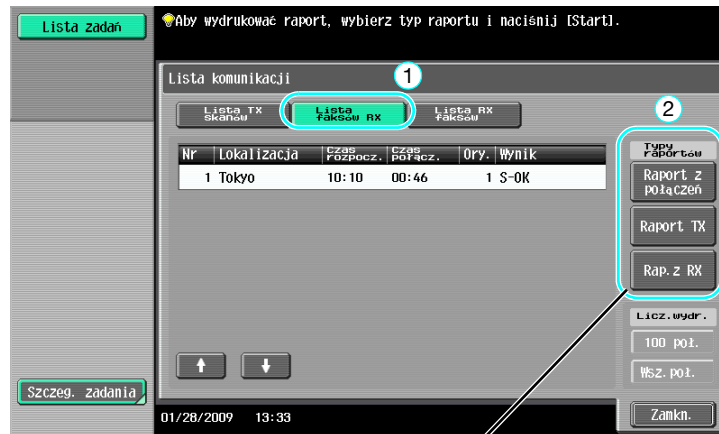 Lista zadań
Aby wydrukować raport, wybierz typ raportu i naciśnij [Start].
Lista komunikacji
1
Lista TX
skanów
Lista
faksów RX
Lista RX
faksów
2
Nr Lokalizacja Czas rozpocz. Czas połącz. Ory. Wynik
1 Tokyo 10:10 00:46 1 S-OK
Typy
raportów
Raport z
połączeń
Raport TX
Rap.z RX
Licz.wydr.
100 poł.
Wsz.poł.
Szczeg. zadania
01/28/2009 13:33
Zamkn.